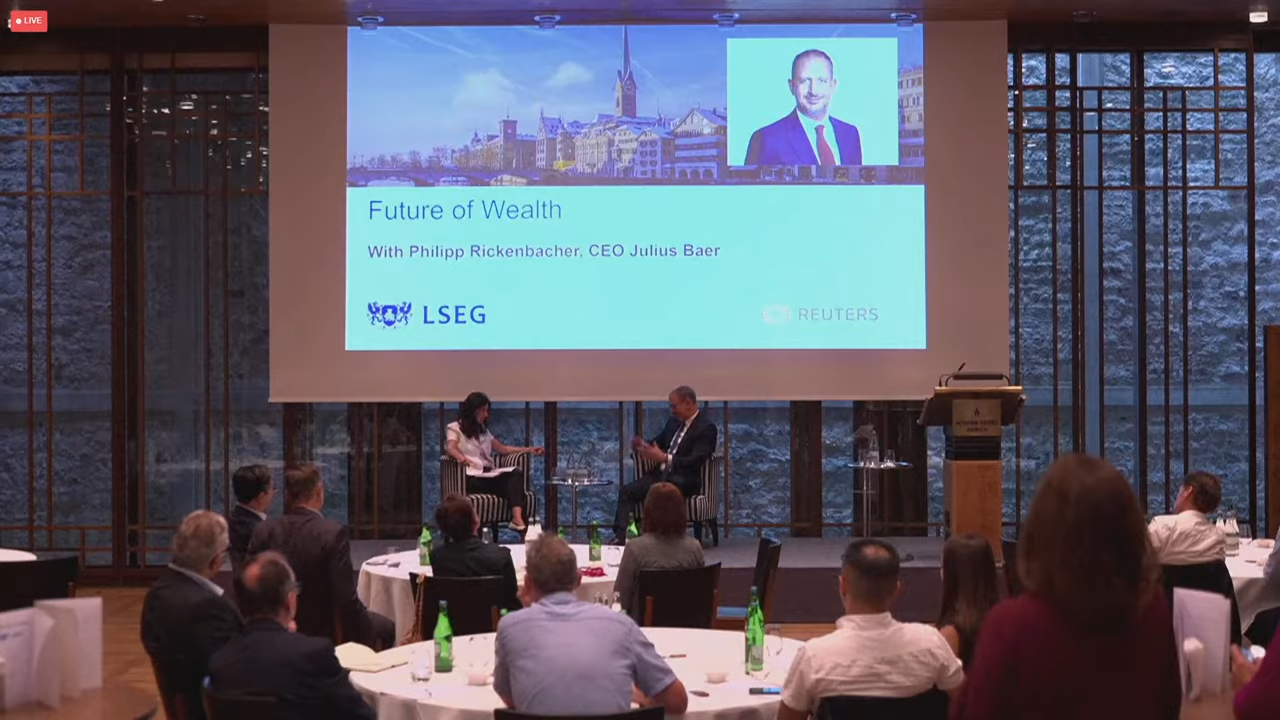 LIVE
Future of Wealth
With Philipp Rickenbacher, CEO Julius Baer
LSEG
REUTERS